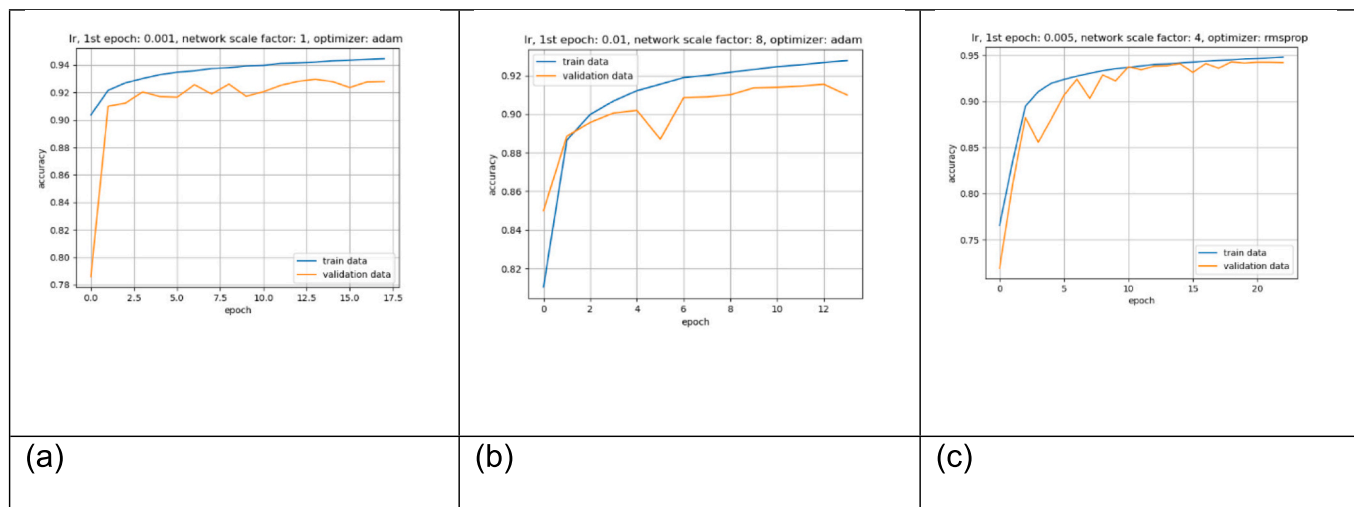 lr, 1st epoch: 0.001, network scale factor: 1, optimizer: adam
0.94
0.92
0.90
0.88
0.86
0.84
0.82
0.80
0.78
accuracy
train data
validation data
0.0 2.5 5.0 7.5 10.0 12.5 15.0 17.5
epoch
lr, 1st epoch: 0.01, network scale factor: 8, optimizer: adam
train data
validation data
0.92
0.90
0.88
0.86
0.84
0.82
accuracy
0 2 4 6 8 10 12
epoch
lr, 1st epoch: 0.005, network scale factor: 4, optimizer: rmsprop
0.95
0.90
0.85
0.80
0.75
accuracy
train data
validation data
0 5 10 15 20
epoch
(a)
(b)
(c)